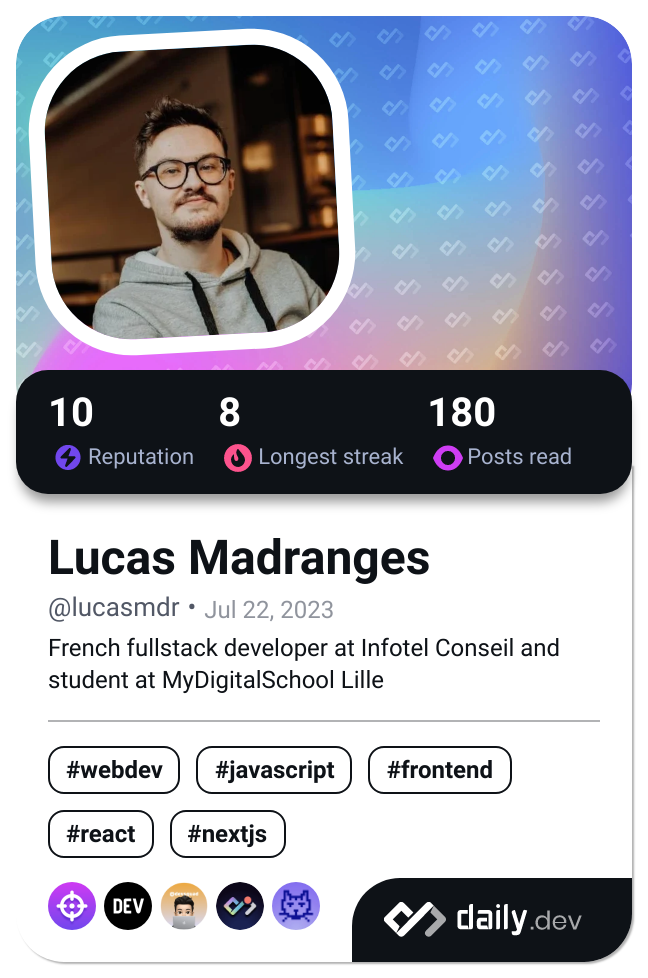 10 8 180
Reputation Longest streak Posts read
Lucas Madranges
@lucasmdr • Jul 22, 2023
French fullstack developer at Infotel Conseil and
student at MyDigitalSchool Lille
#webdev #javascript #frontend
#react #nextjs
DEV
daily.dev